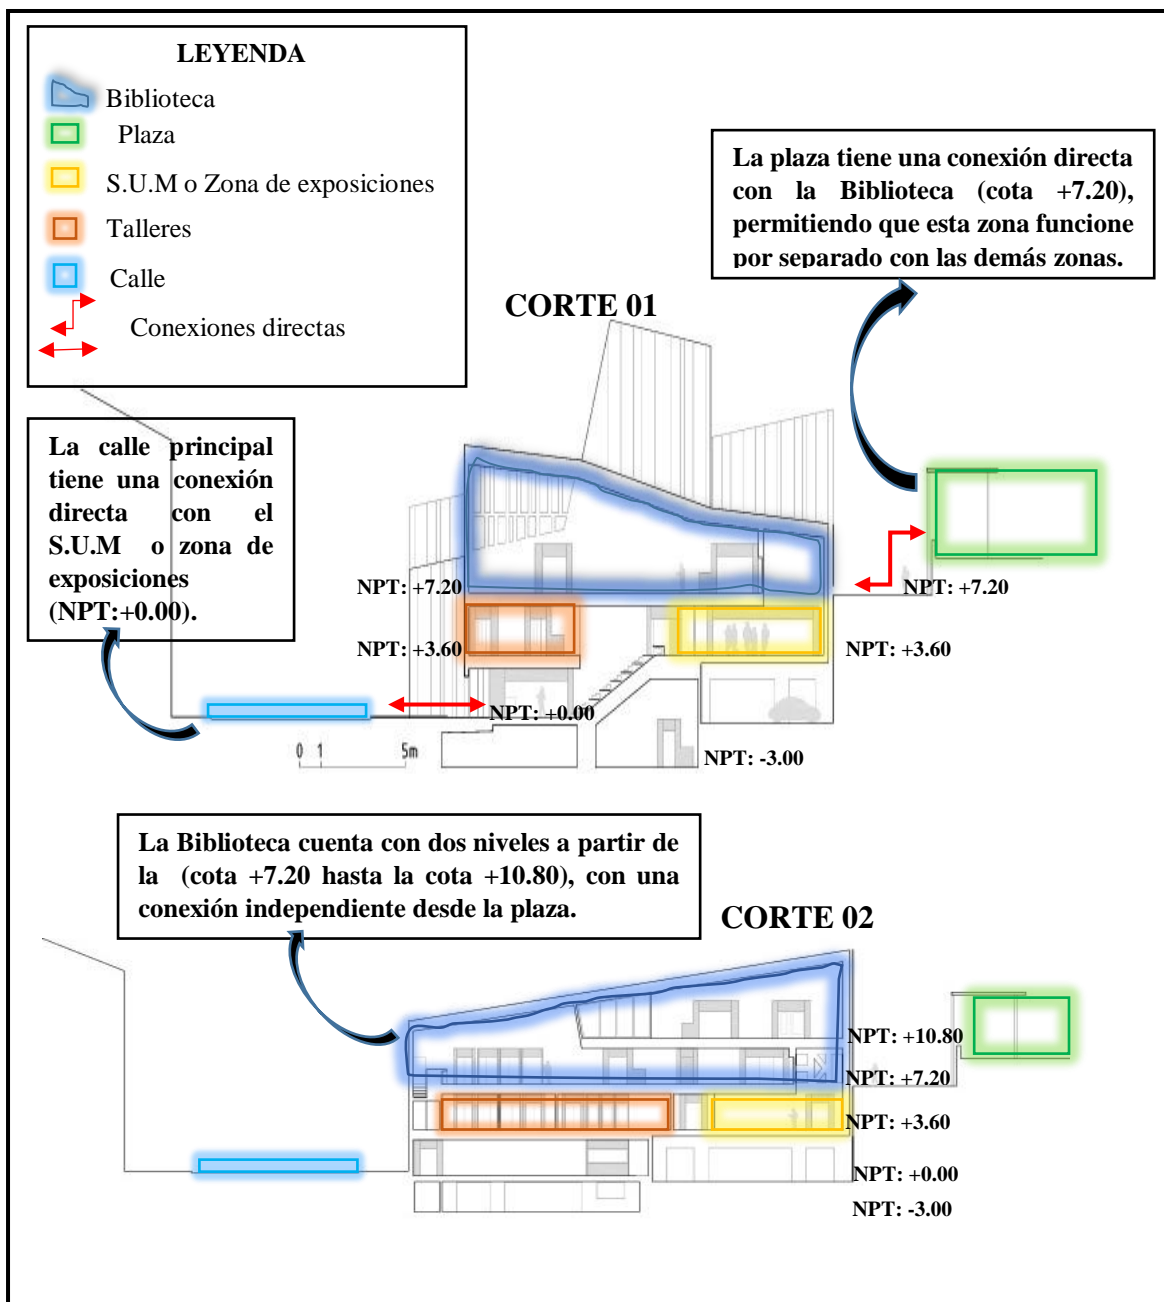 LEYENDA
Biblioteca
Plaza
S.U.M o Zona de exposiciones
Talleres
Calle
Conexiones directas
La plaza tiene una conexión directa
con la Biblioteca (cota +7.20),
permitiendo que esta zona funcione
por separado con las demás zonas.
CORTE 01
La calle principal
tiene una conexión
directa con el
S.U.M o zona de
exposiciones
(NPT:+0.00).
NPT: +7.20
NPT: +7.20
NPT: +3.60
NPT: +3.60
NPT: +0.00
0 1 5m
NPT: -3.00
La Biblioteca cuenta con dos niveles a partir de
la (cota +7.20 hasta la cota +10.80), con una
conexión independiente desde la plaza.
CORTE 02
NPT: +10.80
NPT: +7.20
NPT: +3.60
NPT: +0.00
NPT: -3.00